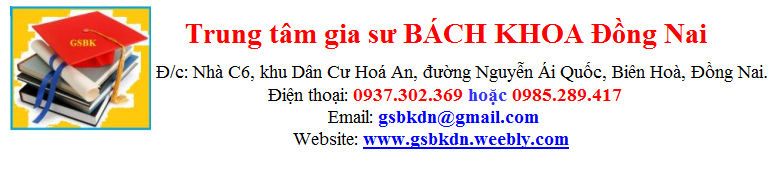 GSBK
Trung tâm gia sư BÁCH KHOA Đồng Nai
Đ/c: Nhà C6, khu Dân Cư Hoá An, đường Nguyễn Ái Quốc, Biên Hoà, Đồng Nai.
Điện thoại: 0937.302.369 hoặc 0985.289.417
Email: gsbkdn@gmail.com
Website: www.gsbkdn.weebly.com